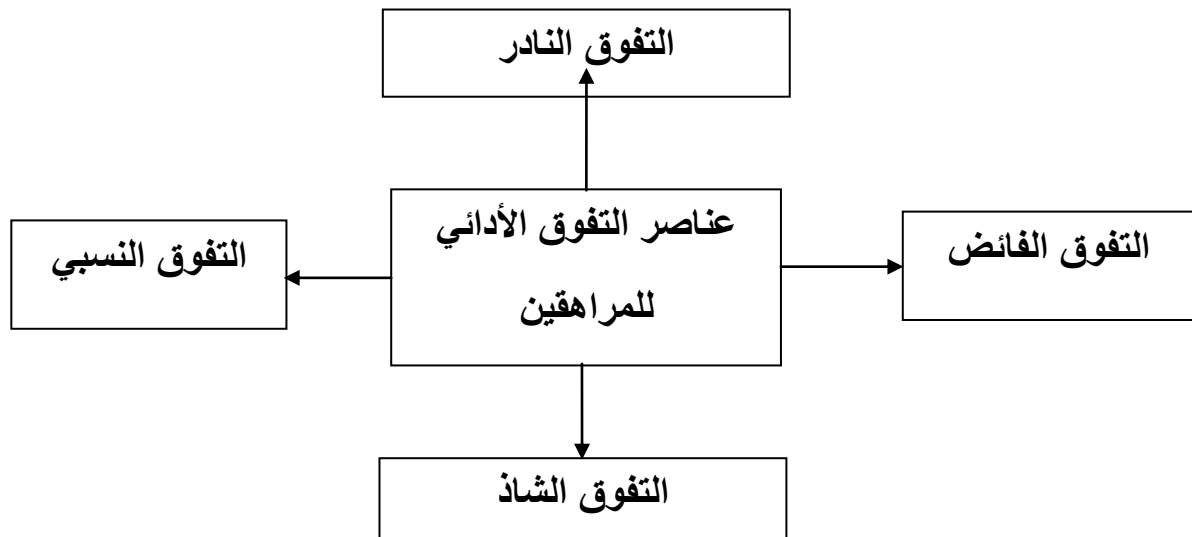 التفوق النادر
عناصر التفوق الأدائي
للمراهقين
التفوق الفائض
التفوق النسبي
التفوق الشاذ